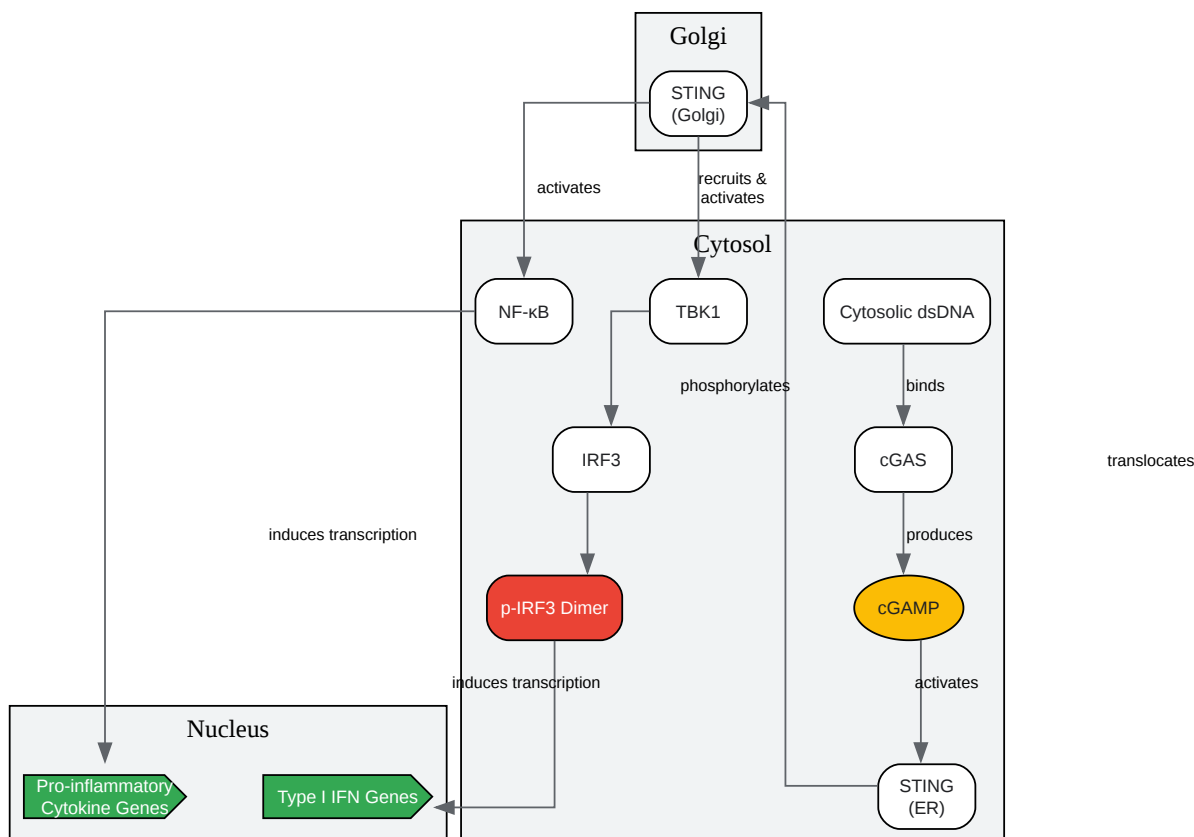 Golgi
STING
(Golgi)
activates
recruits &
activates
Cytosol
NF-κB
TBK1
Cytosolic dsDNA
phosphorylates
binds
IRF3
cGAS
translocates
induces transcription
produces
p-IRF3 Dimer
cGAMP
induces transcription
activates
Nucleus
Pro-inflammatory
Cytokine Genes
Type I IFN Genes
STING
(ER)